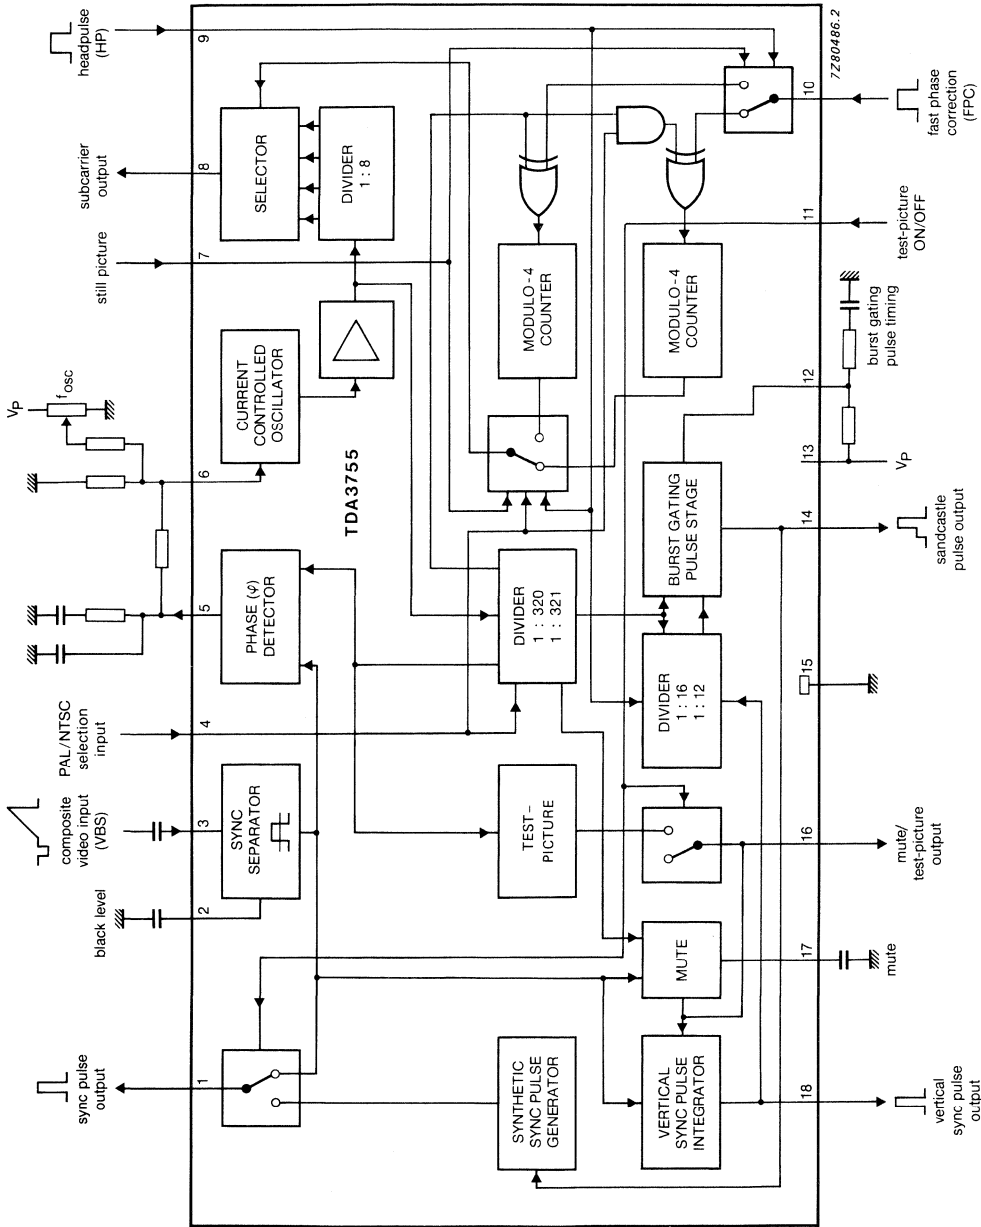 sync pulse
output
1
black level
2
composite
video input
(VBS)
3
PAL/NTSC
selection
input
4
5
VP
fosc
6
still picture
7
subcarrier
output
8
headpulse
(HP)
9
SYNC
SEPARATOR
PHASE (φ)
DETECTOR
CURRENT
CONTROLLED
OSCILLATOR
SELECTOR
DIVIDER
1 : 8
TDA3755
SYNTHETIC
SYNC PULSE
GENERATOR
TEST-
PICTURE
DIVIDER
1 : 320
1 : 321
MODULO-4
COUNTER
VERTICAL
SYNC PULSE
INTEGRATOR
MUTE
DIVIDER
1 : 16
1 : 12
BURST GATING
PULSE STAGE
MODULO-4
COUNTER
18
vertical
sync pulse
output
17
mute
16
mute/
test-picture
output
15
14
sandcastle
pulse output
13
VP
12
burst gating
pulse timing
11
test-picture
ON/OFF
10
fast phase
correction
(FPC)
7Z80486.2